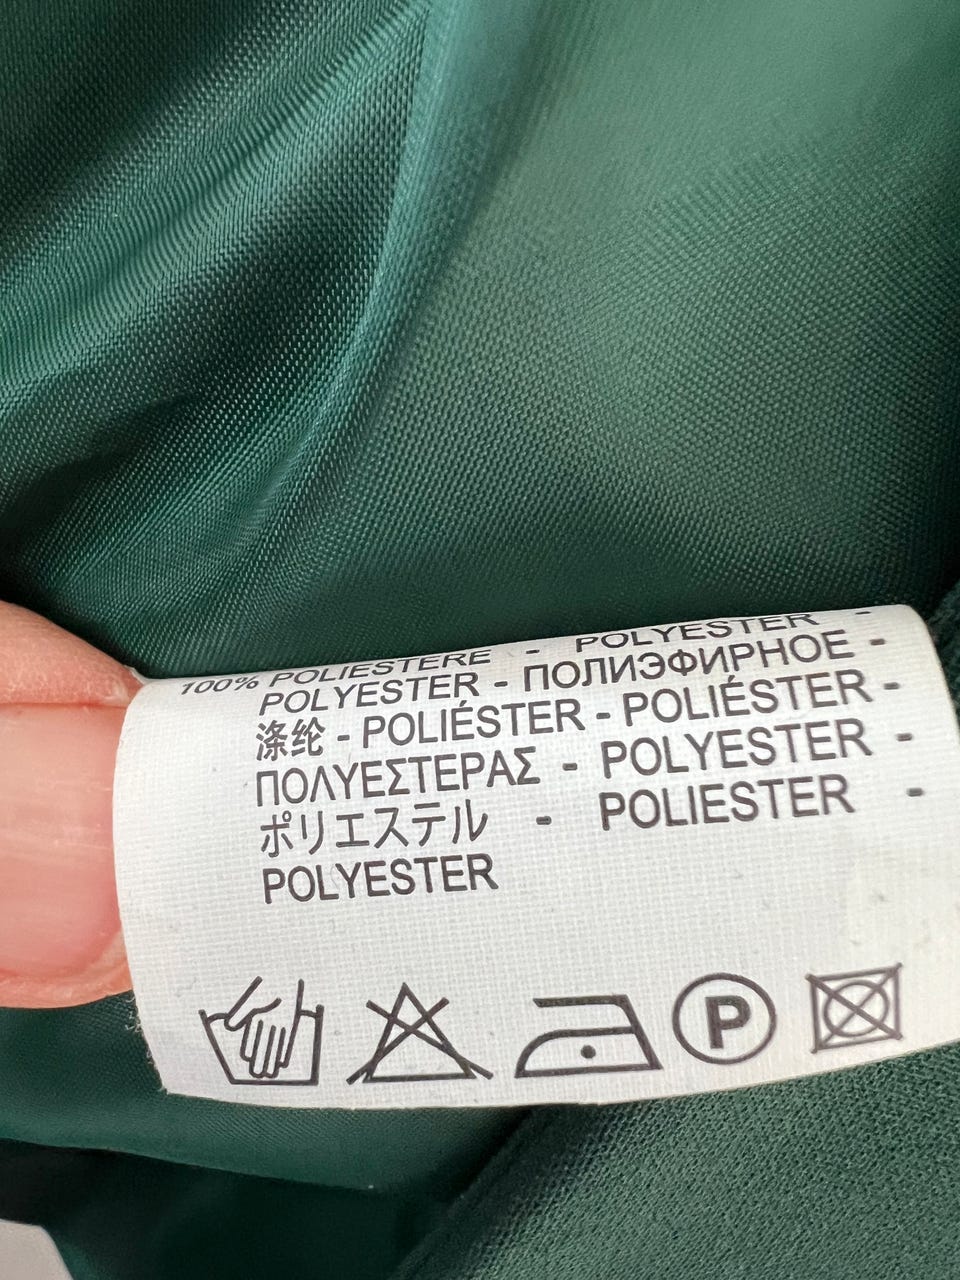 100% POLIESTERE - POLYESTER -
POLYESTER - ПОЛИЭФИРНОЕ -
涤纶 - POLIÉSTER - POLIÉSTER -
ΠΟΛΥΕΣΤΕΡΑΣ - POLYESTER -
ポリエステル - POLIESTER -
POLYESTER
P